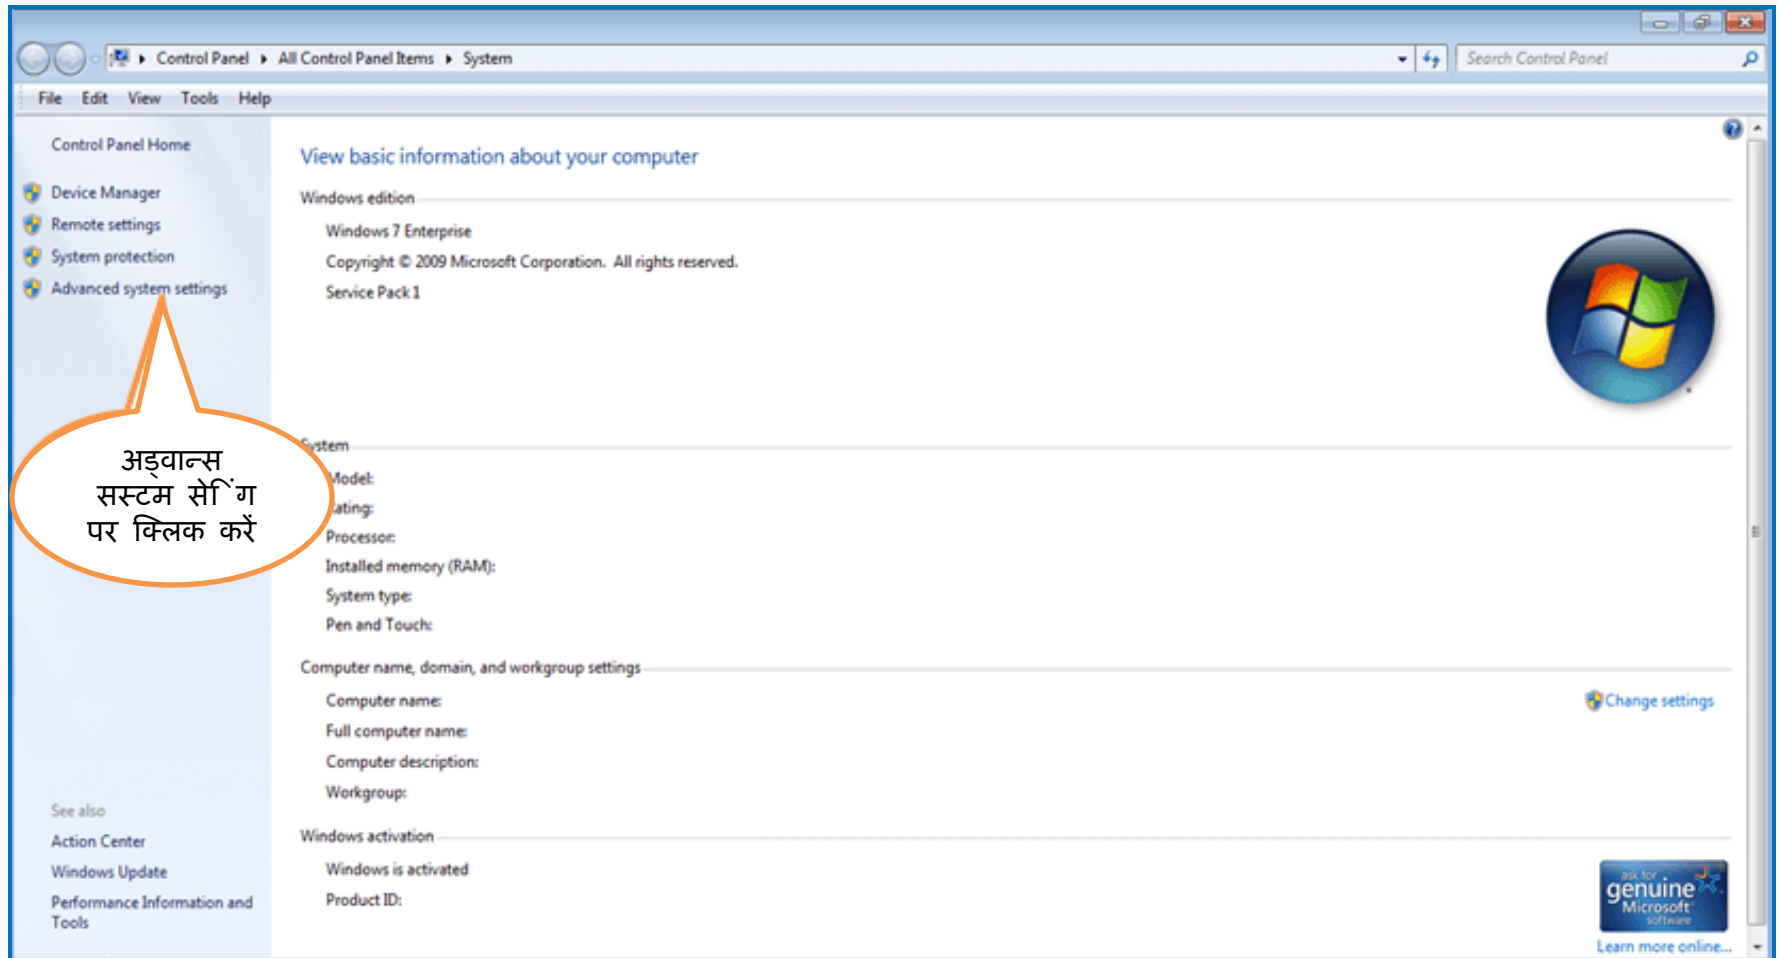 Control Panel ▸ All Control Panel Items ▸ System
Search Control Panel
File Edit View Tools Help
Control Panel Home
Device Manager
Remote settings
System protection
Advanced system settings
अड्वान्स
सस्टम सेिंग
पर क्लिक करें
View basic information about your computer
Windows edition
Windows 7 Enterprise
Copyright © 2009 Microsoft Corporation. All rights reserved.
Service Pack 1
System
Model:
Rating:
Processor:
Installed memory (RAM):
System type:
Pen and Touch:
Computer name, domain, and workgroup settings
Computer name:
Change settings
Full computer name:
Computer description:
Workgroup:
Windows activation
Windows is activated
Product ID:
See also
Action Center
Windows Update
Performance Information and
Tools
ask for
genuine
Microsoft
software
Learn more online...